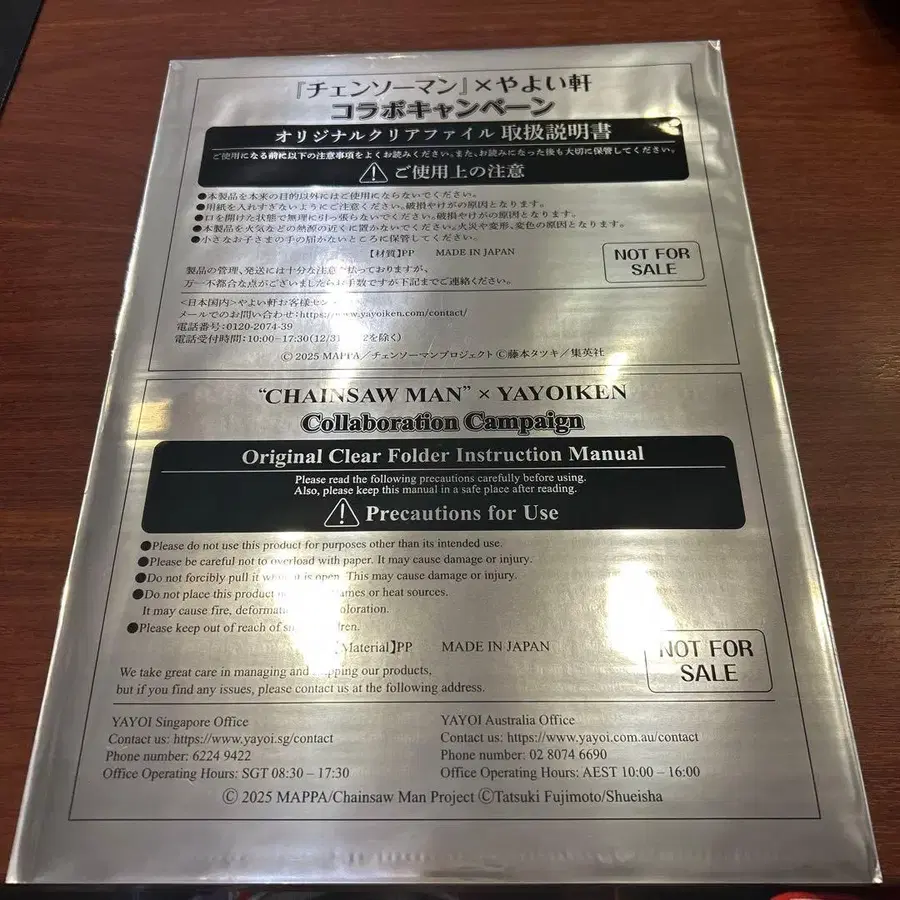 『チェンソーマン』×やよい軒
コラボキャンペーン
オリジナルクリアファイル 取扱説明書
ご使用になる前に以下の注意事項をよくお読みください。また、お読みになった後も大切に保管してください。
ご使用上の注意
●本製品を本来の目的以外にはご使用にならないでください。
●用紙を入れすぎないようにご注意ください。破損やけがの原因となります。
●口を開けた状態で無理に引っ張らないでください。破損やけがの原因となります。
●本製品を火気などの熱源の近くに置かないでください。火災や変形、変色の原因となります。
●小さなお子さまの手の届かないところに保管してください。
【材質】PP MADE IN JAPAN
NOT FOR
SALE
製品の管理、発送には十分な注意 払っておりますが、
万一不都合な点がございましたらお手数ですが下記までご連絡ください。
<日本国内>やよい軒お客様セン
メールでのお問い合わせ:https://www.yayoiken.com/contact/
電話番号:0120-2074-39
電話受付時間:10:00-17:30(12/31 2を除く)
© 2025 MAPPA/チェンソーマンプロジェクト ©藤本タツキ/集英社
"CHAINSAW MAN" × YAYOIKEN
Collaboration Campaign
Original Clear Folder Instruction Manual
Please read the following precautions carefully before using.
Also, please keep this manual in a safe place after reading.
Precautions for Use
●Please do not use this product for purposes other than its intended use.
●Please be careful not to overload with paper. It may cause damage or injury.
●Do not forcibly pull it when it is open. This may cause damage or injury.
●Do not place this product flames or heat sources.
It may cause fire, deformation coloration.
●Please keep out of reach of small children.
【Material】PP MADE IN JAPAN
NOT FOR
SALE
We take great care in managing and shipping our products,
but if you find any issues, please contact us at the following address.
YAYOI Singapore Office
Contact us: https://www.yayoi.sg/contact
Phone number: 6224 9422
Office Operating Hours: SGT 08:30 – 17:30
YAYOI Australia Office
Contact us: https://www.yayoi.com.au/contact
Phone number: 02 8074 6690
Office Operating Hours: AEST 10:00 – 16:00
© 2025 MAPPA/Chainsaw Man Project ©Tatsuki Fujimoto/Shueisha